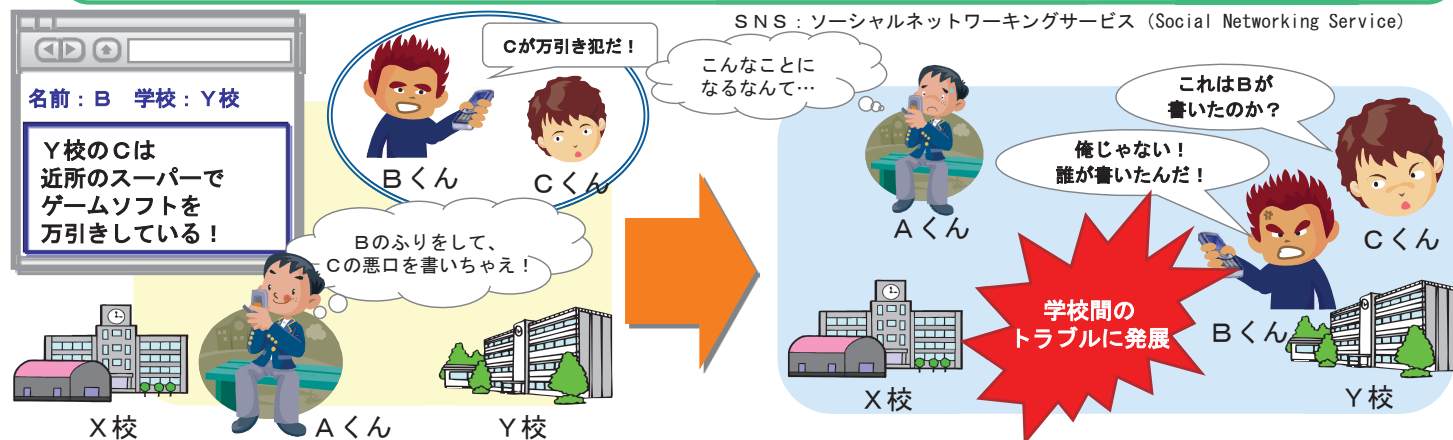 SNS：ソーシャルネットワーキングサービス（Social Networking Service）
名前：B　学校：Y校
Y校のCは
近所のスーパーで
ゲームソフトを
万引きしている！
Cが万引き犯だ！
Bくん
Cくん
Bのふりをして、
Cの悪口を書いちゃえ！
X校
Aくん
Y校
こんなことに
なるなんて…
Aくん
これはBが
書いたのか？
俺じゃない！
誰が書いたんだ！
Cくん
Bくん
学校間の
トラブルに発展
X校
Y校